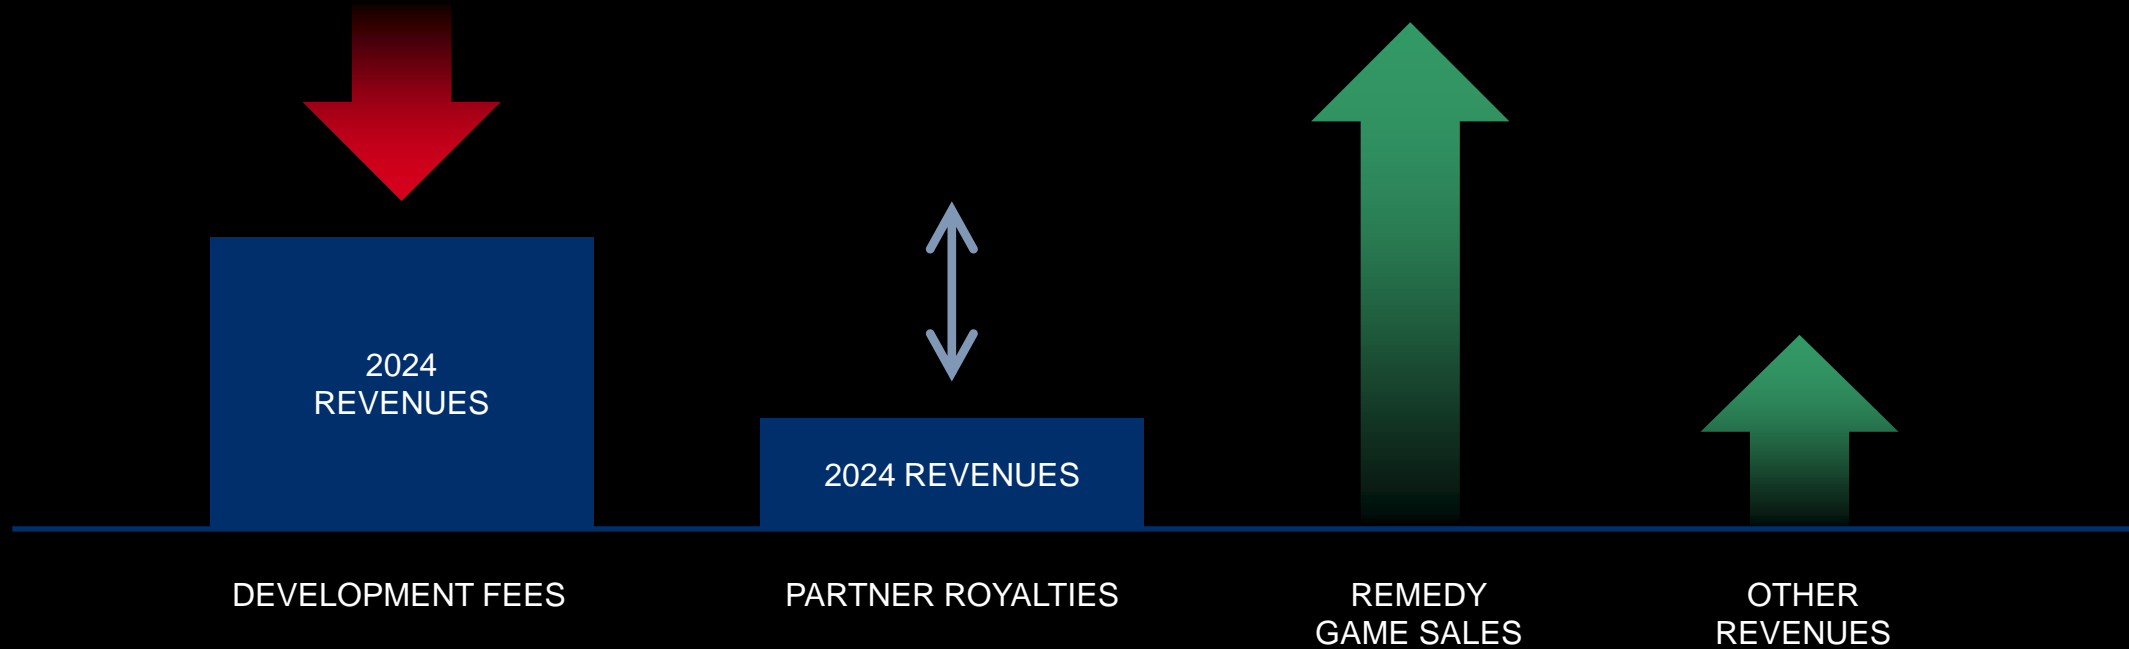 2024
REVENUES
2024 REVENUES
DEVELOPMENT FEES
PARTNER ROYALTIES
REMEDY
GAME SALES
OTHER
REVENUES